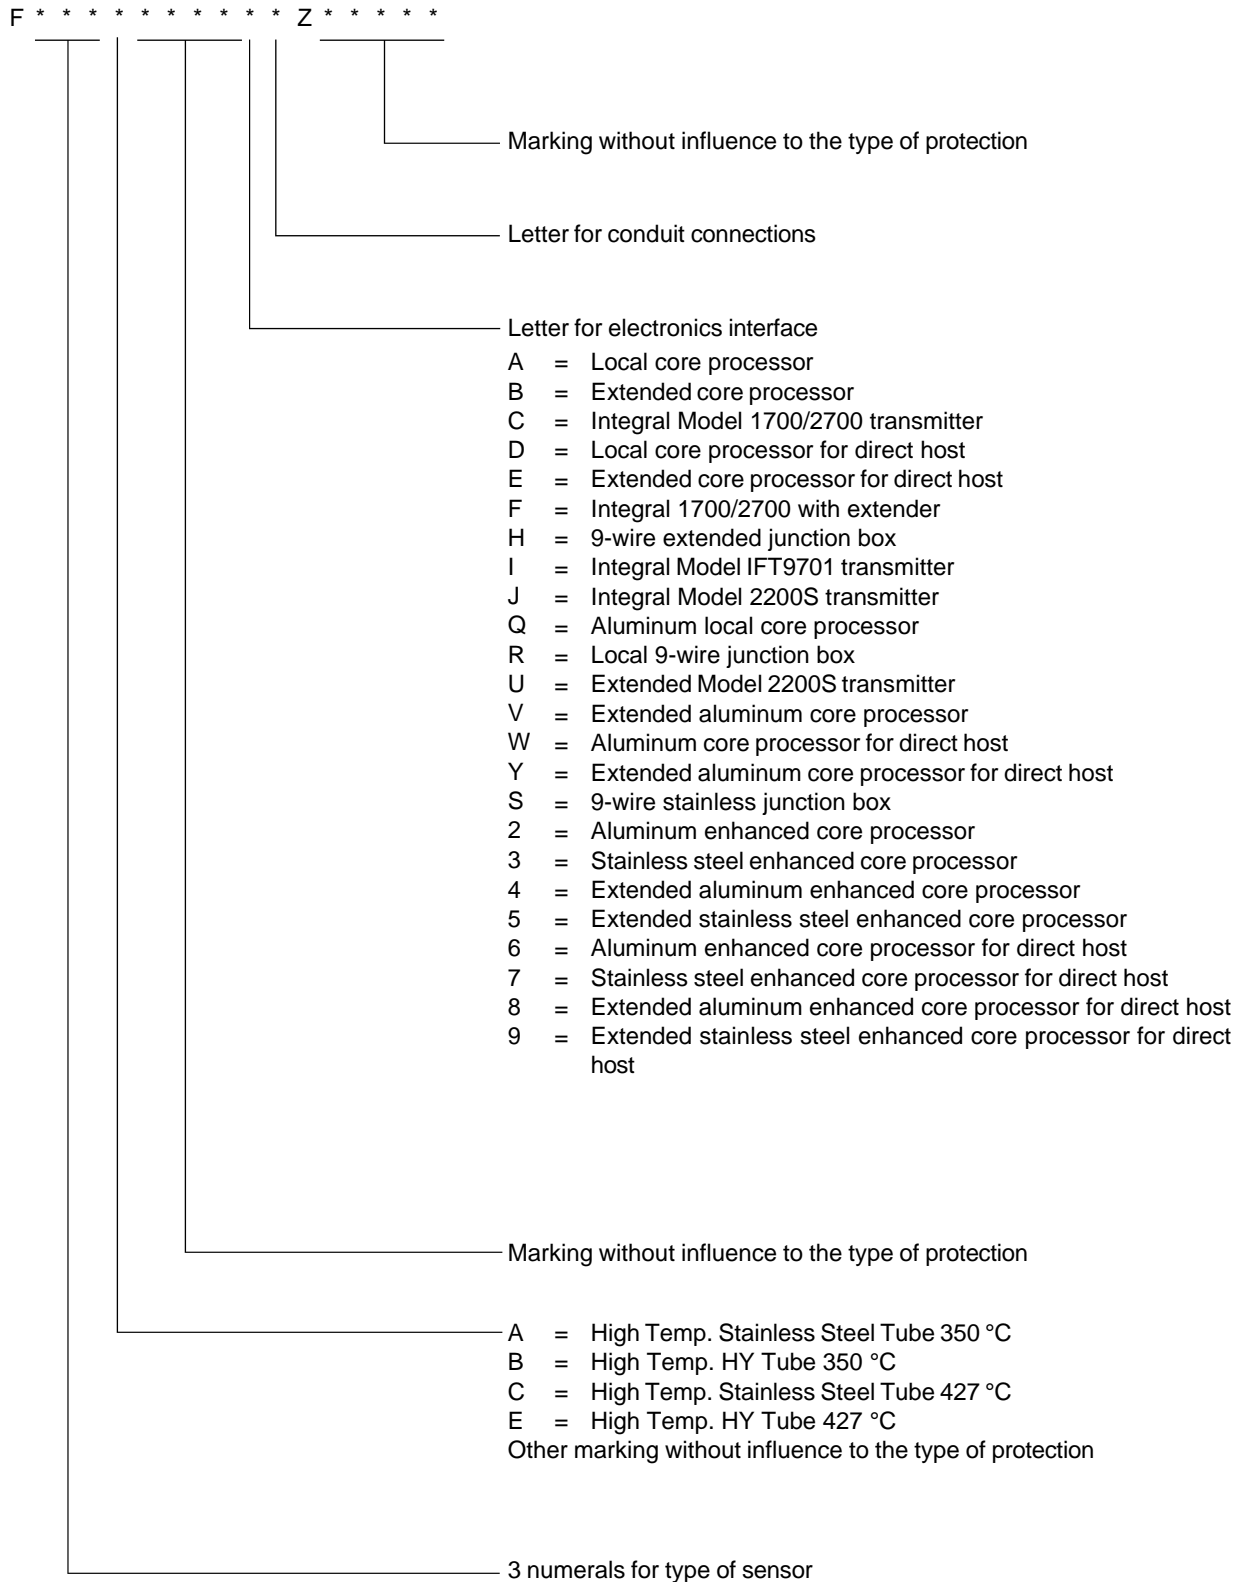 F * * * * * * * * * * Z * * * * *
Marking without influence to the type of protection
Letter for conduit connections
Letter for electronics interface
A = Local core processor
B = Extended core processor
C = Integral Model 1700/2700 transmitter
D = Local core processor for direct host
E = Extended core processor for direct host
F = Integral 1700/2700 with extender
H = 9-wire extended junction box
I = Integral Model IFT9701 transmitter
J = Integral Model 2200S transmitter
Q = Aluminum local core processor
R = Local 9-wire junction box
U = Extended Model 2200S transmitter
V = Extended aluminum core processor
W = Aluminum core processor for direct host
Y = Extended aluminum core processor for direct host
S = 9-wire stainless junction box
2 = Aluminum enhanced core processor
3 = Stainless steel enhanced core processor
4 = Extended aluminum enhanced core processor
5 = Extended stainless steel enhanced core processor
6 = Aluminum enhanced core processor for direct host
7 = Stainless steel enhanced core processor for direct host
8 = Extended aluminum enhanced core processor for direct host
9 = Extended stainless steel enhanced core processor for direct
host
Marking without influence to the type of protection
A = High Temp. Stainless Steel Tube 350 °C
B = High Temp. HY Tube 350 °C
C = High Temp. Stainless Steel Tube 427 °C
E = High Temp. HY Tube 427 °C
Other marking without influence to the type of protection
3 numerals for type of sensor